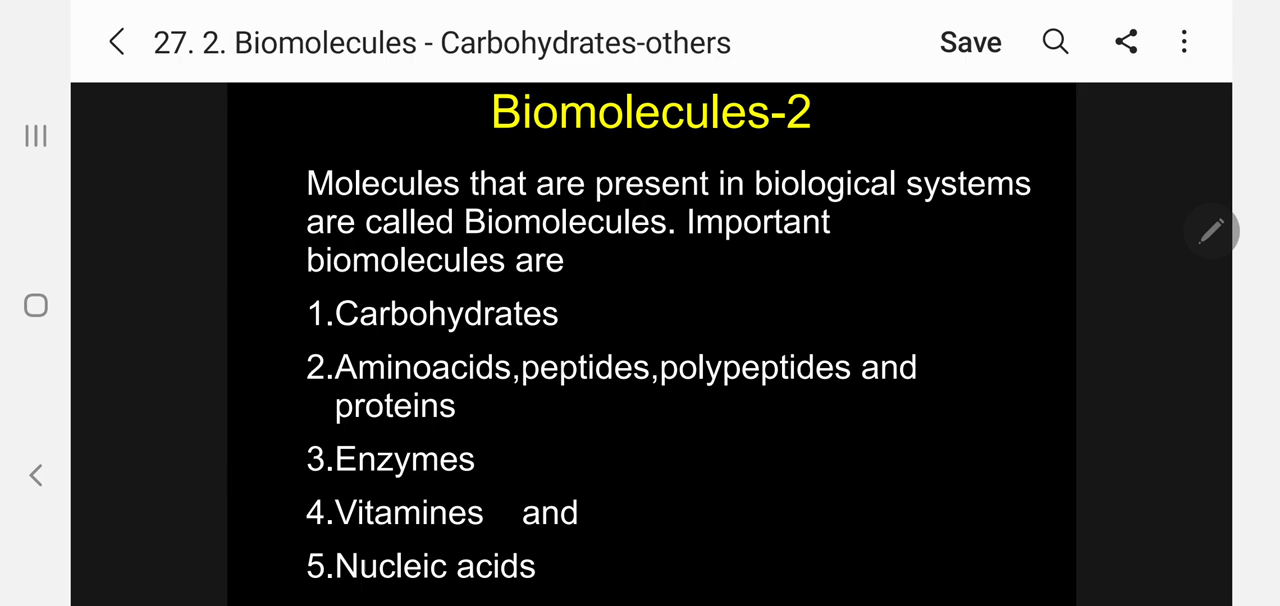 27. 2. Biomolecules - Carbohydrates-others
Save
Biomolecules-2
Molecules that are present in biological systems
are called Biomolecules. Important
biomolecules are
1.Carbohydrates
2.Aminoacids,peptides,polypeptides and
proteins
3.Enzymes
4.Vitamines and
5.Nucleic acids